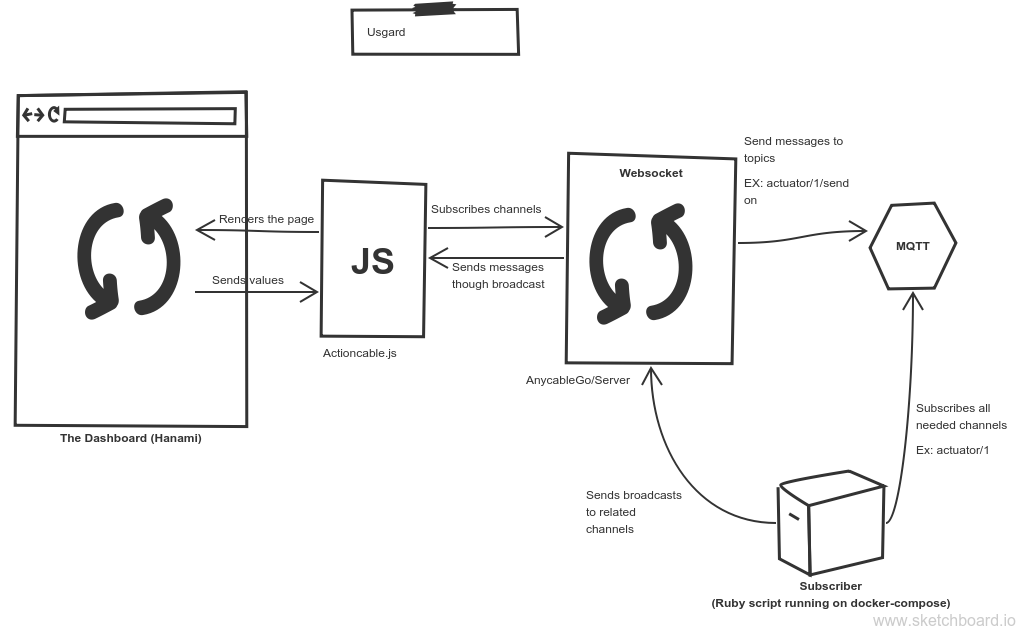 Usgard
Renders the page
Sends values
JS
Actioncable.js
The Dashboard (Hanami)
Subscribes channels
Sends messages
though broadcast
Websocket
AnycableGo/Server
Send messages to
topics
EX: actuator/1/send
on
MQTT
Subscribes all
needed channels
Ex: actuator/1
Sends broadcasts
to related
channels
Subscriber
(Ruby script running on docker-compose)
www.sketchboard.io